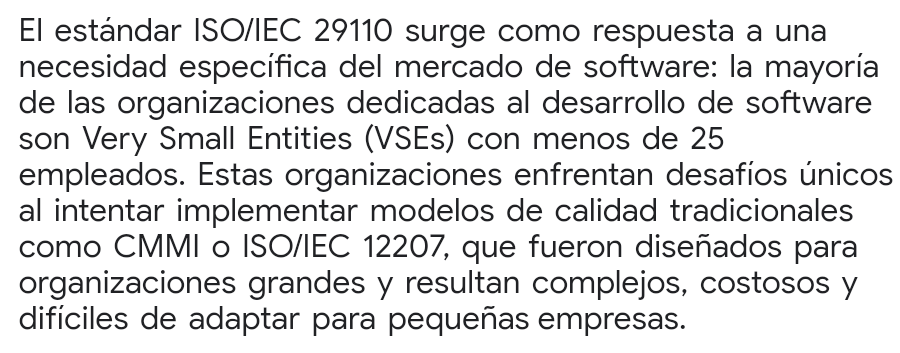 El estándar ISO/IEC 29110 surge como respuesta a una
necesidad específica del mercado de software: la mayoría
de las organizaciones dedicadas al desarrollo de software
son Very Small Entities (VSEs) con menos de 25
empleados. Estas organizaciones enfrentan desafíos únicos
al intentar implementar modelos de calidad tradicionales
como CMMI o ISO/IEC 12207, que fueron diseñados para
organizaciones grandes y resultan complejos, costosos y
difíciles de adaptar para pequeñas empresas.